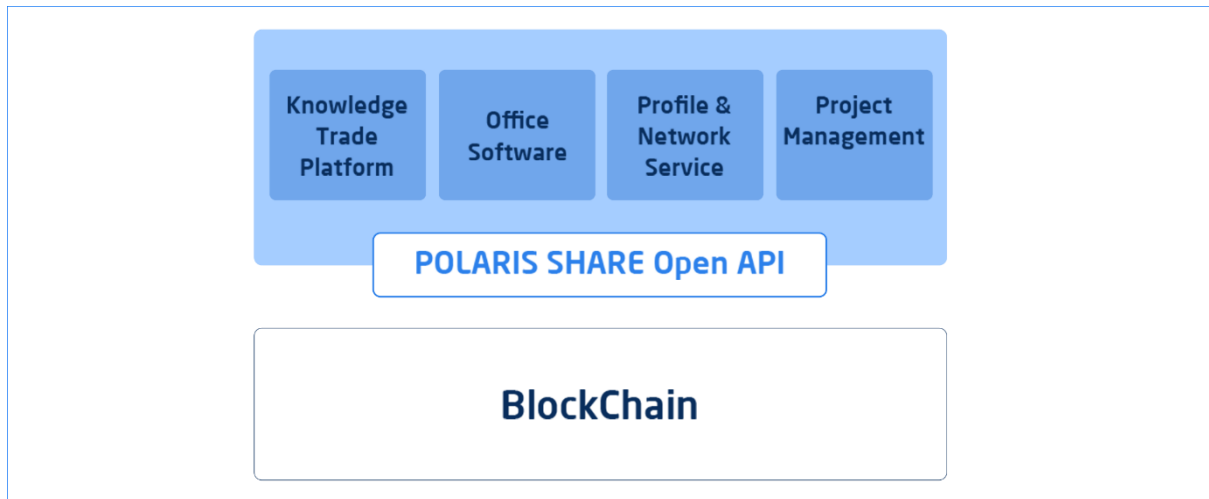 Knowledge
Trade
Platform
Office
Software
Profile &
Network
Service
Project
Management
POLARIS SHARE Open API
BlockChain